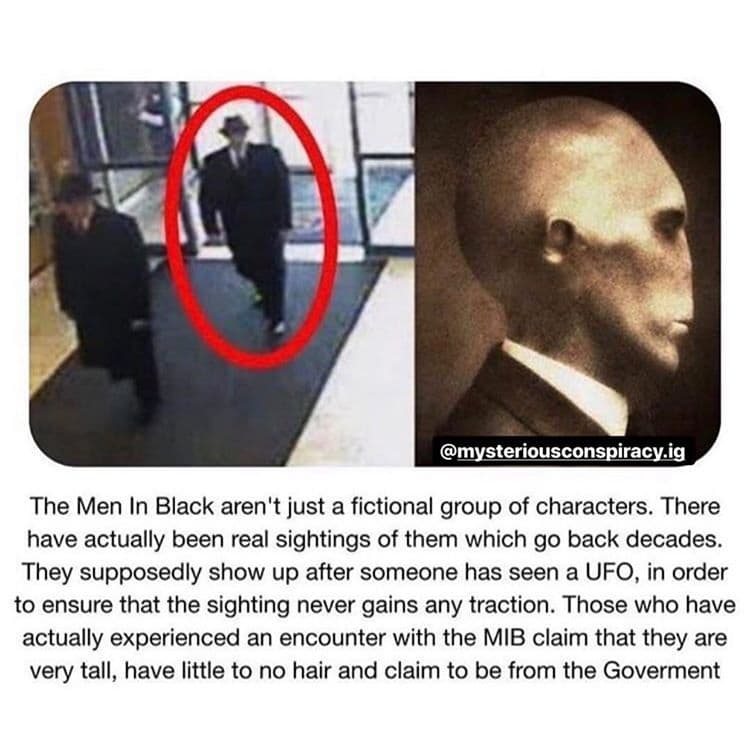 @mysteriousconspiracy.ig
The Men In Black aren't just a fictional group of characters. There
have actually been real sightings of them which go back decades.
They supposedly show up after someone has seen a UFO, in order
to ensure that the sighting never gains any traction. Those who have
actually experienced an encounter with the MIB claim that they are
very tall, have little to no hair and claim to be from the Goverment